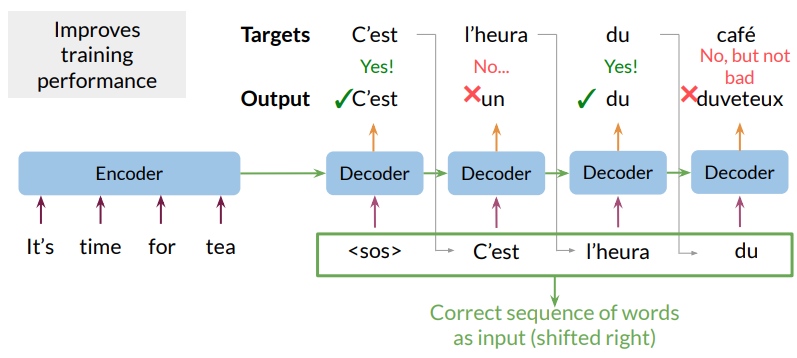 Improves
training
performance
Targets C'est l'heura du café
Yes! No... Yes! No, but not
bad
Output ✓C'est ✕un ✓du ✕duveteux
Encoder Decoder Decoder Decoder Decoder
It's time for tea <sos> C'est l'heura du
Correct sequence of words
as input (shifted right)